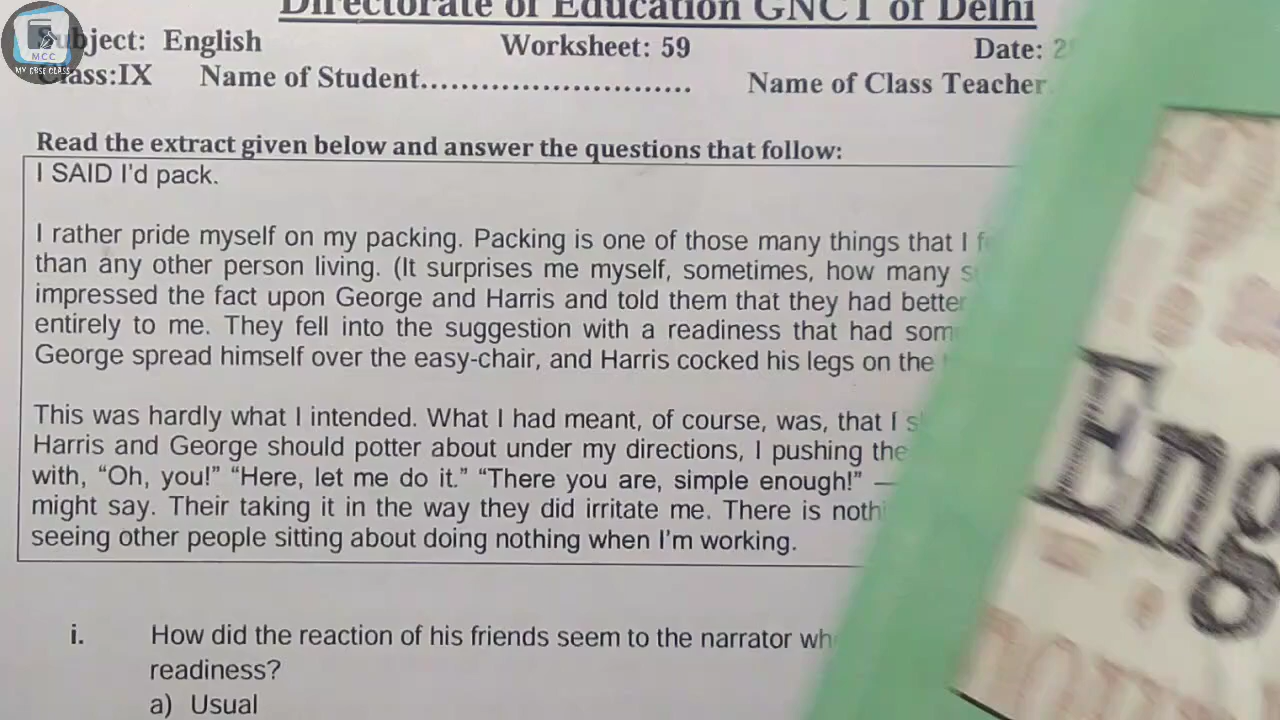 Directorate of Education GNCT of Delhi
Subject: English Worksheet: 59 Date:
Class:IX Name of Student........................... Name of Class Teacher
MCC
MY CBSE CLASS
Read the extract given below and answer the questions that follow:
I SAID I'd pack.
I rather pride myself on my packing. Packing is one of those many things that I
than any other person living. (It surprises me myself, sometimes, how many
impressed the fact upon George and Harris and told them that they had better
entirely to me. They fell into the suggestion with a readiness that had
George spread himself over the easy-chair, and Harris cocked his legs on the
This was hardly what I intended. What I had meant, of course, was, that I
Harris and George should potter about under my directions, I pushing
with, “Oh, you!” “Here, let me do it.” “There you are, simple enough!” —
might say. Their taking it in the way they did irritate me. There is
seeing other people sitting about doing nothing when I'm working.
i. How did the reaction of his friends seem to the narrator
readiness?
a) Usual
Eng